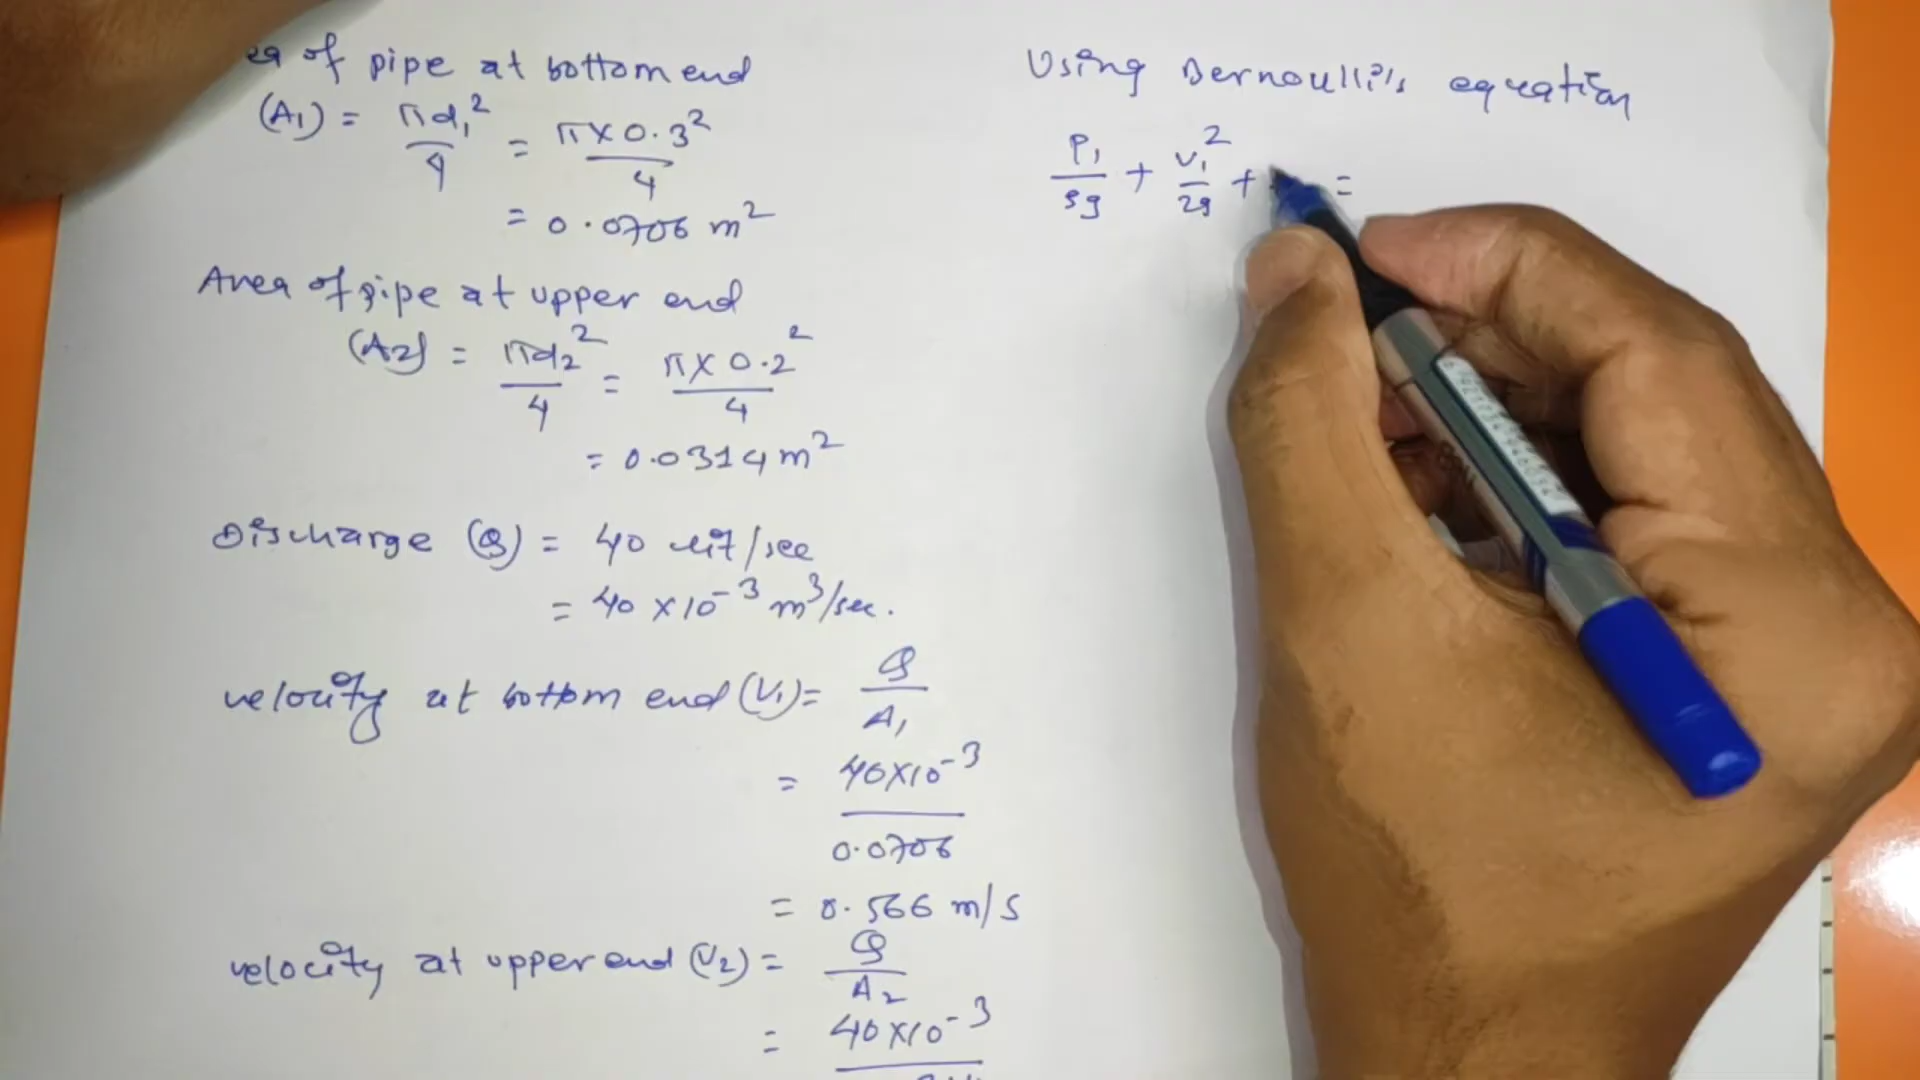 ea of pipe at bottom end
(A₁) = πd₁²/4 = π×0.3²/4
= 0.0706 m²
Area of pipe at upper end
(A₂) = πd₂²/4 = π×0.2²/4
= 0.0314 m²
Discharge (Q) = 40 lit/sec
= 40 ×10⁻³ m³/sec.
velocity at bottom end (V₁) = Q/A₁
= 40×10⁻³/0.0706
= 0.566 m/s
velocity at upper end (V₂) = Q/A₂
= 40×10⁻³
Using Bernoulli's equation
P₁/ρg + V₁²/2g + =